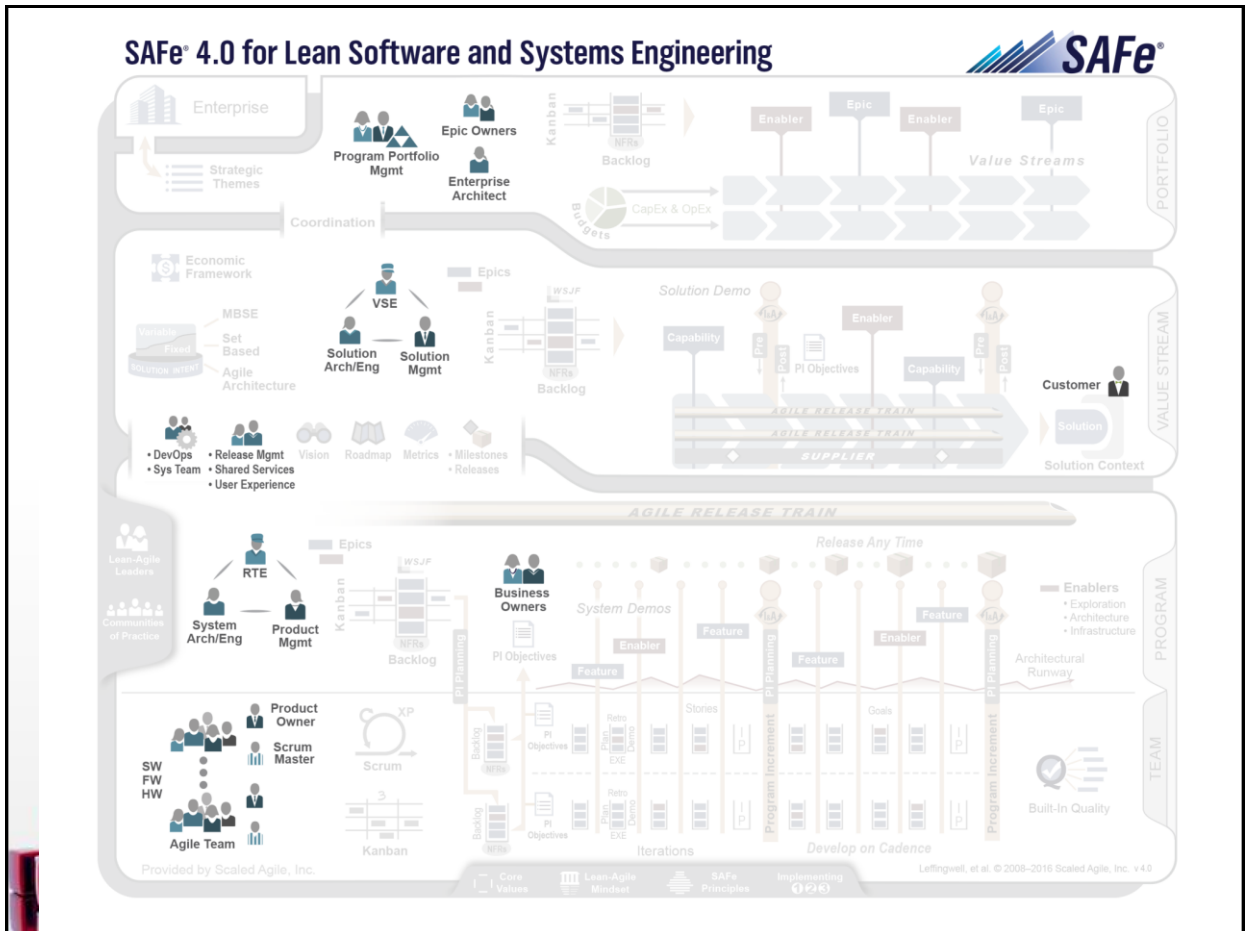 SAFe® 4.0 for Lean Software and Systems Engineering
SAFe®
Enterprise
Strategic
Themes
Program Portfolio
Mgmt
Epic Owners
Enterprise
Architect
Kanban
NFRs
Backlog
Budgets
CapEx & OpEx
Enabler
Epic
Enabler
Epic
Value Streams
PORTFOLIO
Coordination
Economic
Framework
MBSE
Variable
Fixed
Set
Based
SOLUTION INTENT
Agile
Architecture
VSE
Solution
Arch/Eng
Solution
Mgmt
Epics
WSJF
Kanban
NFRs
Backlog
Solution Demo
Capability
I&A
Pre
Post
PI Objectives
Enabler
Capability
I&A
Pre
Post
AGILE RELEASE TRAIN
AGILE RELEASE TRAIN
SUPPLIER
Customer
Solution
Solution Context
VALUE STREAM
• DevOps
• Sys Team
• Release Mgmt
• Shared Services
• User Experience
Vision
Roadmap
Metrics
• Milestones
• Releases
AGILE RELEASE TRAIN
Lean-Agile
Leaders
Communities
of Practice
RTE
System
Arch/Eng
Product
Mgmt
Epics
WSJF
Kanban
NFRs
Backlog
PI Planning
Business
Owners
PI Objectives
Release Any Time
System Demos
Feature
Enabler
Feature
I&A
PI Planning
Feature
Enabler
Feature
I&A
PI Planning
Enablers
• Exploration
• Architecture
• Infrastructure
Architectural
Runway
PROGRAM
Product
Owner
Scrum
Master
SW
FW
HW
Agile Team
XP
Scrum
3
Kanban
Backlog
NFRs
Backlog
NFRs
PI
Objectives
PI
Objectives
Plan
Retro
Demo
EXE
Plan
Retro
Demo
EXE
Stories
Goals
I
P
I
P
I
P
I
P
Program Increment
Program Increment
Iterations
Develop on Cadence
Built-In Quality
TEAM
Provided by Scaled Agile, Inc.
Leffingwell, et al. © 2008–2016 Scaled Agile, Inc. v 4.0
Core
Values
Lean-Agile
Mindset
SAFe
Principles
Implementing
1 2 3